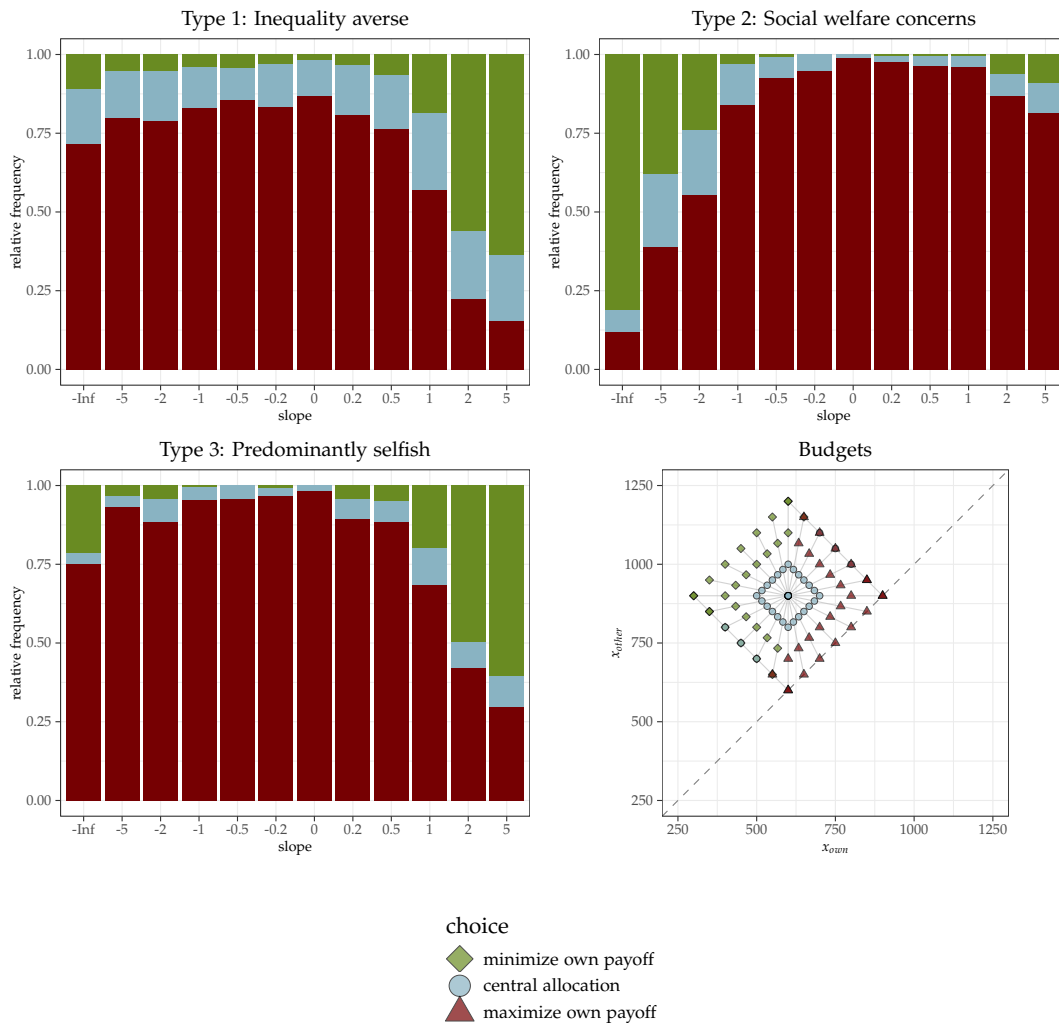 Type 1: Inequality averse
1.00
0.75
0.50
0.25
0.00
relative frequency
-Inf -5 -2 -1 -0.5 -0.2 0 0.2 0.5 1 2 5
slope
Type 2: Social welfare concerns
1.00
0.75
0.50
0.25
0.00
relative frequency
-Inf -5 -2 -1 -0.5 -0.2 0 0.2 0.5 1 2 5
slope
Type 3: Predominantly selfish
1.00
0.75
0.50
0.25
0.00
relative frequency
-Inf -5 -2 -1 -0.5 -0.2 0 0.2 0.5 1 2 5
slope
Budgets
1250
1000
750
500
250
x_other
250 500 750 1000 1250
x_own
choice
minimize own payoff
central allocation
maximize own payoff